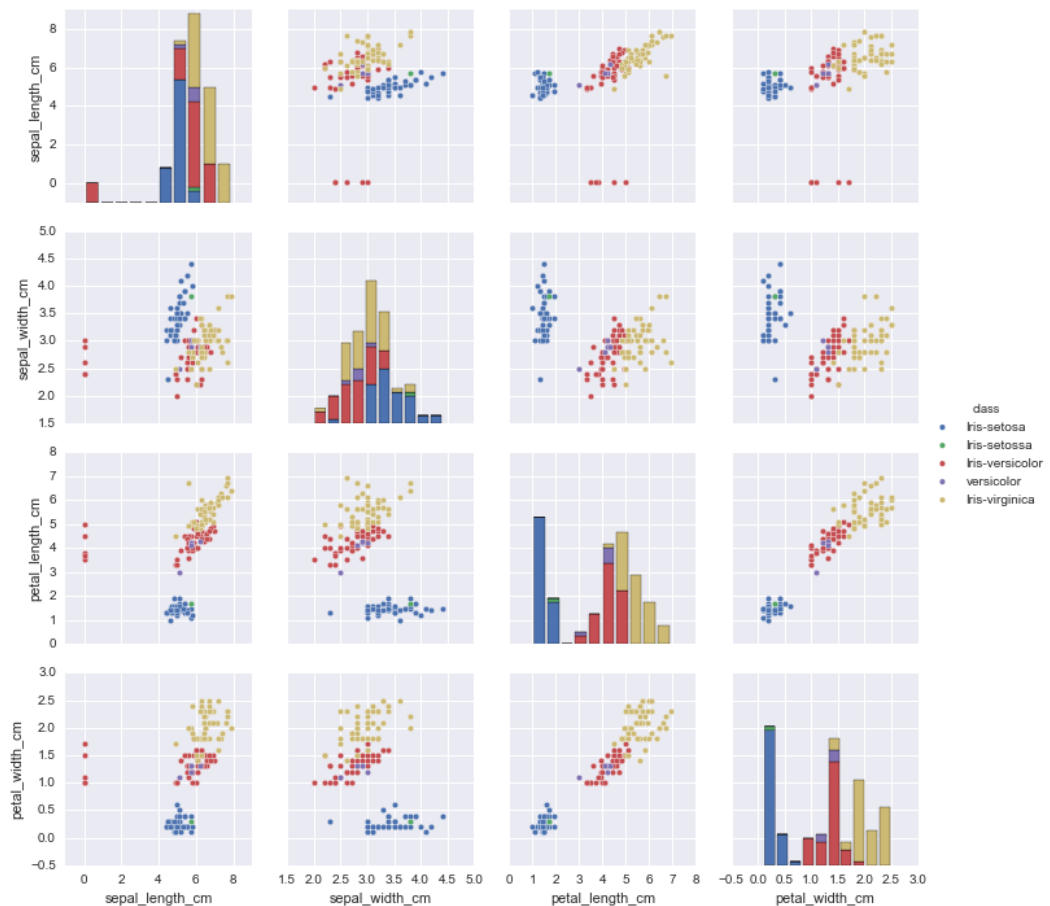 sepal_length_cm
8
6
4
2
0
sepal_width_cm
5.0
4.5
4.0
3.5
3.0
2.5
2.0
1.5
class
Iris-setosa
Iris-setossa
Iris-versicolor
versicolor
Iris-virginica
petal_length_cm
8
7
6
5
4
3
2
1
0
petal_width_cm
3.0
2.5
2.0
1.5
1.0
0.5
0.0
−0.5
0 2 4 6 8
1.5 2.0 2.5 3.0 3.5 4.0 4.5 5.0
0 1 2 3 4 5 6 7 8
−0.5 0.0 0.5 1.0 1.5 2.0 2.5 3.0
sepal_length_cm
sepal_width_cm
petal_length_cm
petal_width_cm